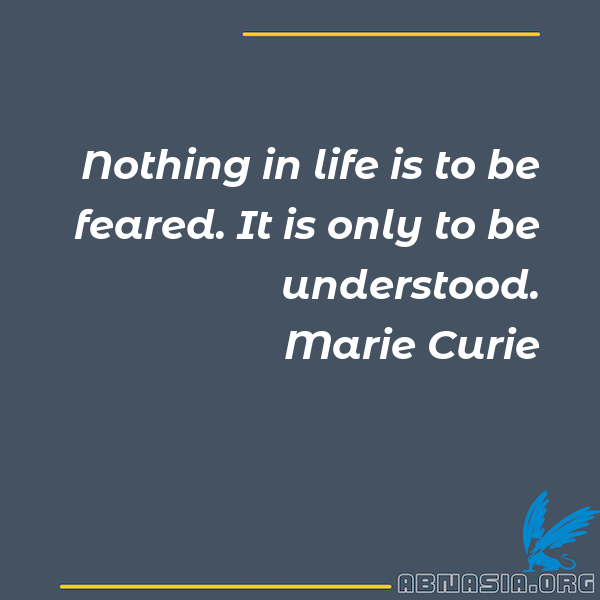 Nothing in life is to be
feared. It is only to be
understood.
Marie Curie
ABNASIA.ORG